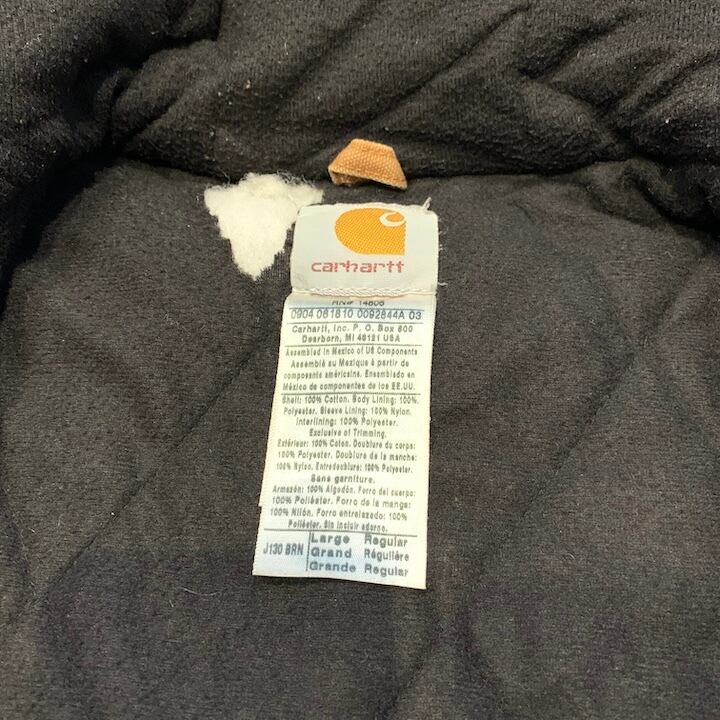 carhartt
RN# 14806
0904 061810 0092844A 03
Carhartt, Inc. P. O. Box 600
Dearborn, MI 48121 USA
Assembled in Mexico of US Components
Assemblé au Mexique à partir de
composants américains. Ensamblado en
México de componentes de los EE.UU.
Shell: 100% Cotton. Body Lining: 100%
Polyester. Sleeve Lining: 100% Nylon.
Interlining: 100% Polyester.
Exclusive of Trimming.
Extérieur: 100% Coton. Doublure du corps:
100% Polyester. Doublure de la manche:
100% Nylon. Entredoublure: 100% Polyester.
Sans garniture.
Armazón: 100% Algodón. Forro del cuerpo:
100% Poliéster. Forro de la manga:
100% Nilón. Forro entrelazado: 100%
Poliéster. Sin incluir adorno.
J130 BRN
Large Regular
Grand Régulière
Grande Regular